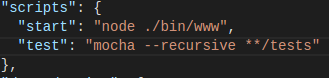 "scripts": {
"start": "node ./bin/www",
"test": "mocha --recursive **/tests"
},